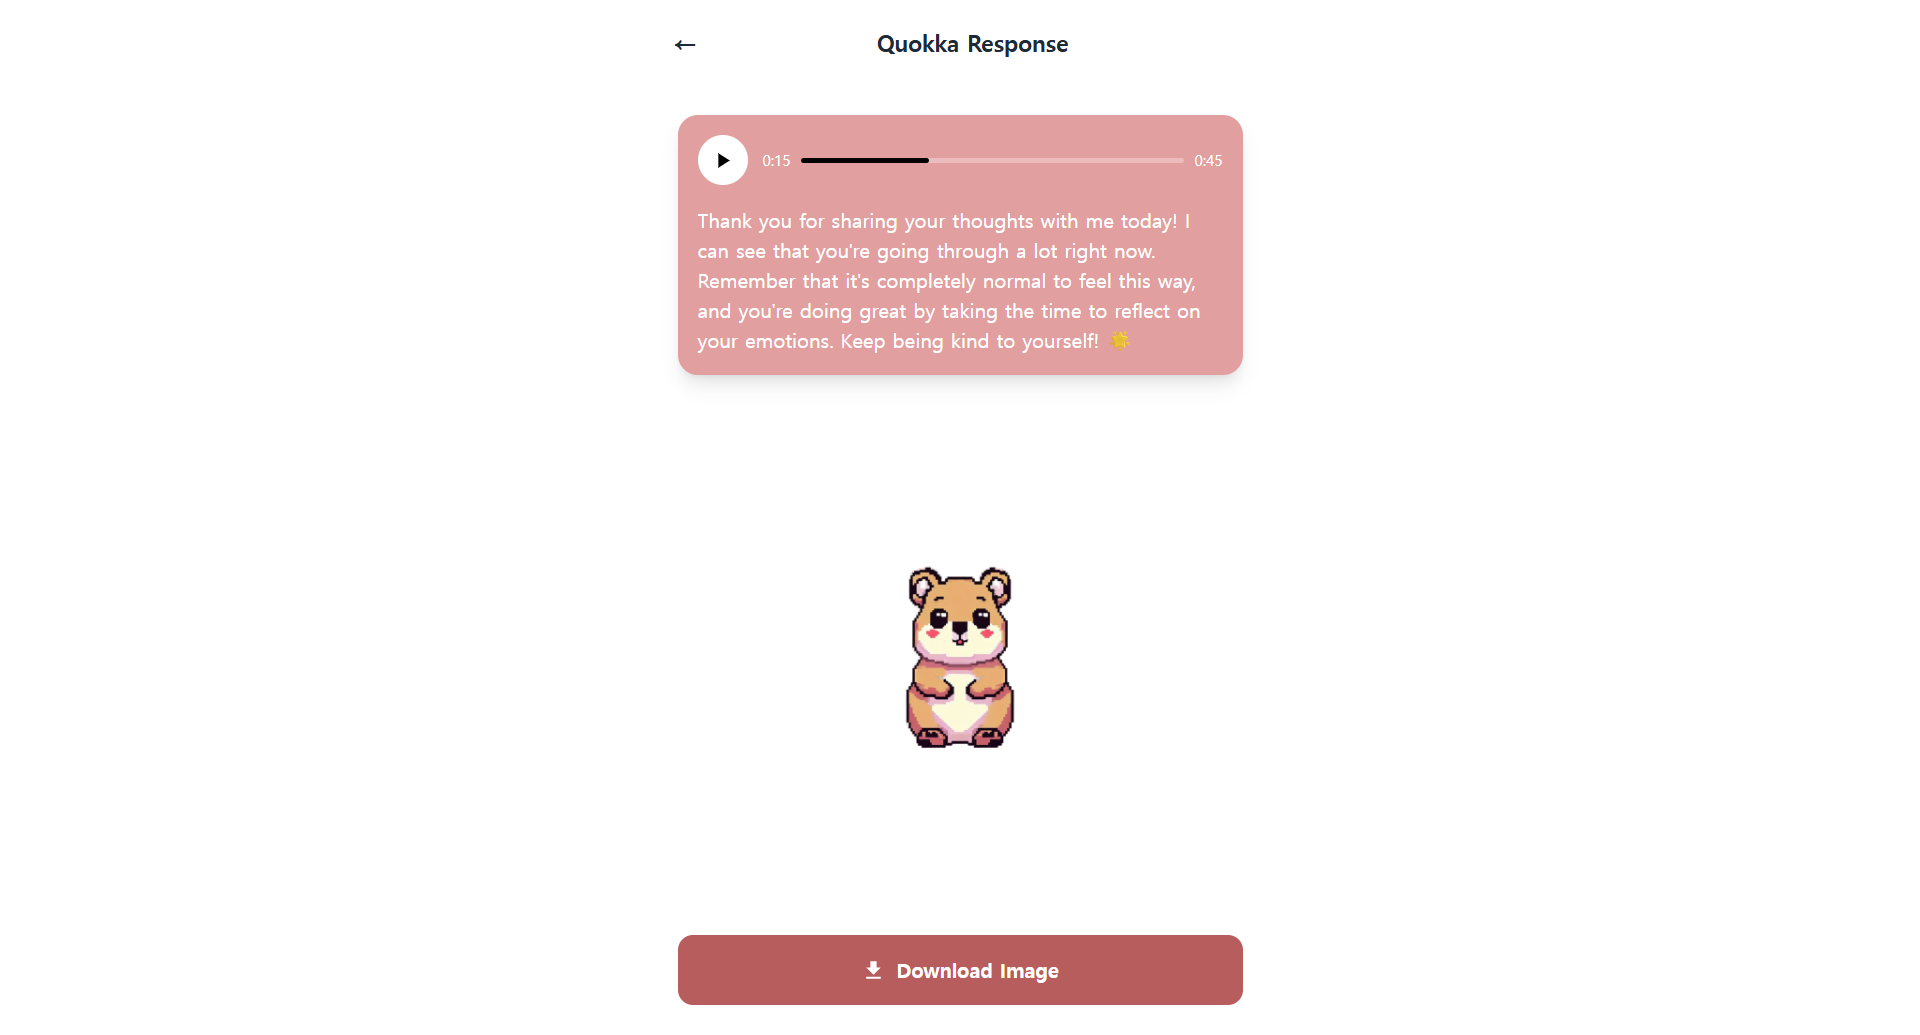 ←
Quokka Response
0:15 0:45
Thank you for sharing your thoughts with me today! I
can see that you're going through a lot right now.
Remember that it's completely normal to feel this way,
and you're doing great by taking the time to reflect on
your emotions. Keep being kind to yourself! 🌟
Download Image